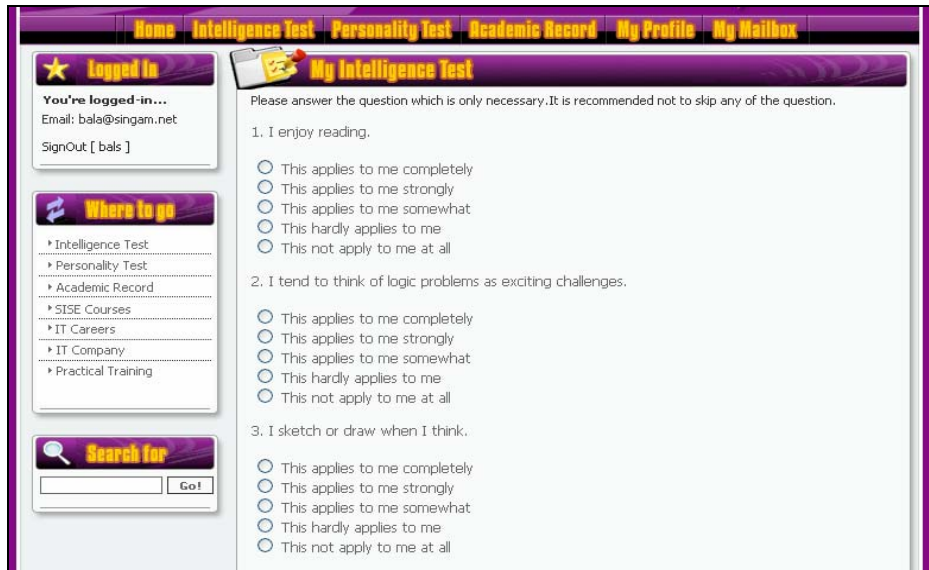 Home Intelligence Test Personality Test Academic Record My Profile My Mailbox
Logged In
You're logged-in...
Email: bala@singam.net
SignOut [ bals ]
Where to go
Intelligence Test
Personality Test
Academic Record
SISE Courses
IT Careers
IT Company
Practical Training
Search for
Go!
My Intelligence Test
Please answer the question which is only necessary.It is recommended not to skip any of the question.
1. I enjoy reading.
This applies to me completely
This applies to me strongly
This applies to me somewhat
This hardly applies to me
This not apply to me at all
2. I tend to think of logic problems as exciting challenges.
This applies to me completely
This applies to me strongly
This applies to me somewhat
This hardly applies to me
This not apply to me at all
3. I sketch or draw when I think.
This applies to me completely
This applies to me strongly
This applies to me somewhat
This hardly applies to me
This not apply to me at all